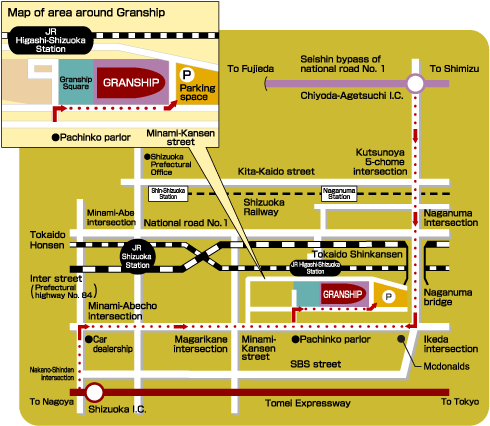 Map of area around Granship
JR
Higashi-Shizuoka
Station
Granship
Square
GRANSHIP
P
Parking
space
Pachinko parlor
Minami-Kansen
street
Seishin bypass of
national road No. 1
To Fujieda
To Shimizu
Chiyoda-Agetsuchi I.C.
Kutsunoya
5-chome
intersection
Shizuoka
Prefectural
Office
Kita-Kaido street
Shin-Shizuoka
Station
Naganuma
Station
Shizuoka
Railway
Minami-Abe
intersection
National road No.1
Naganuma
intersection
Tokaido
Honsen
JR
Shizuoka
Station
Tokaido Shinkansen
JR Higashi-Shizuoka
Station
Inter street
(Prefectural
highway No. 84)
GRANSHIP
P
Naganuma
bridge
Minami-Abecho
intersection
Car
dealership
Magarikane
intersection
Minami-
Kansen
street
Pachinko parlor
Ikeda
intersection
Mcdonalds
SBS street
Nakano-Shinden
intersection
To Nagoya
Shizuoka I.C.
Tomei Expressway
To Tokyo